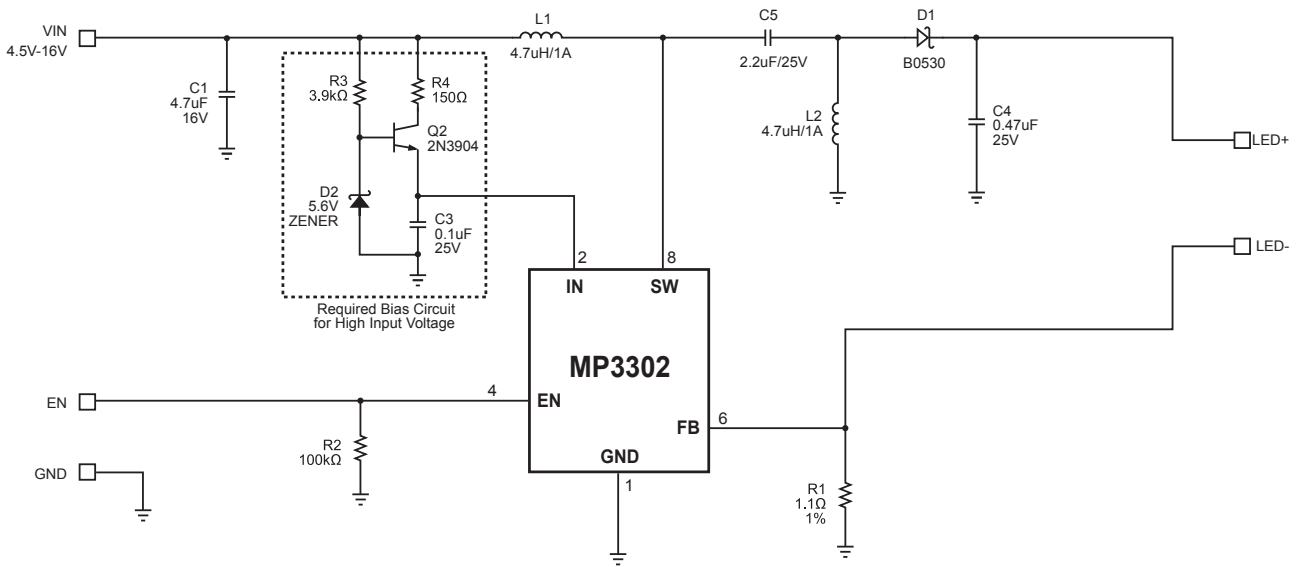 VIN
4.5V-16V
C1
4.7uF
16V
R3
3.9kΩ
R4
150Ω
Q2
2N3904
D2
5.6V
ZENER
C3
0.1uF
25V
Required Bias Circuit
for High Input Voltage
L1
4.7uH/1A
C5
2.2uF/25V
D1
B0530
L2
4.7uH/1A
C4
0.47uF
25V
LED+
LED-
2
8
IN
SW
MP3302
EN
4
EN
FB
6
GND
1
R2
100kΩ
GND
R1
1.1Ω
1%